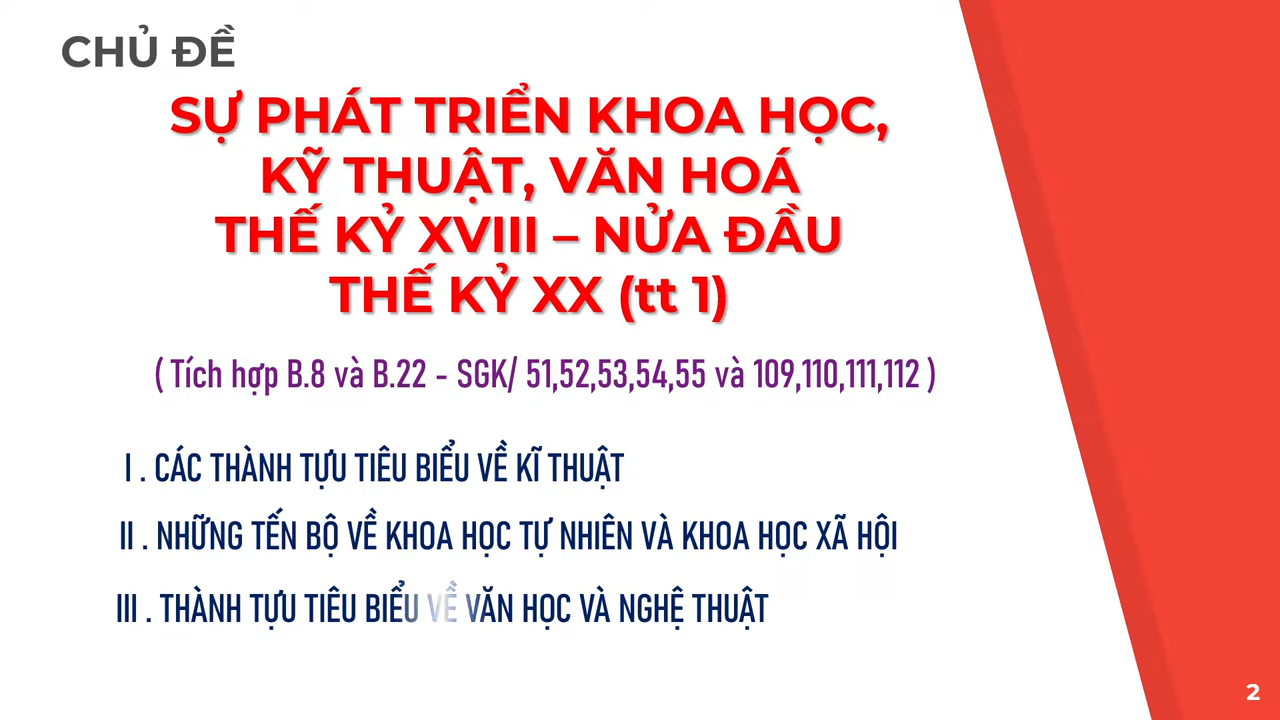 CHỦ ĐỀ
SỰ PHÁT TRIỂN KHOA HỌC,
KỸ THUẬT, VĂN HOÁ
THẾ KỶ XVIII – NỬA ĐẦU
THẾ KỶ XX (tt 1)
( Tích hợp B.8 và B.22 - SGK/ 51,52,53,54,55 và 109,110,111,112 )
I . CÁC THÀNH TỰU TIÊU BIỂU VỀ KĨ THUẬT
II . NHỮNG TẾN BỘ VỀ KHOA HỌC TỰ NHIÊN VÀ KHOA HỌC XÃ HỘI
III . THÀNH TỰU TIÊU BIỂU VỀ VĂN HỌC VÀ NGHỆ THUẬT
2